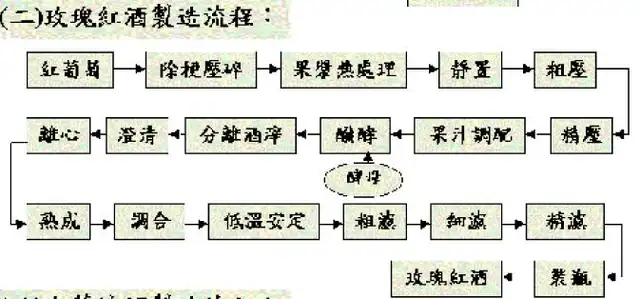 (二)玫瑰紅酒製造流程：
紅葡萄 除梗壓碎 果漿熱處理 靜置 粗壓
離心 澄清 分離酒滓 醱酵 果汁調配 精壓
酵母
熟成 調合 低溫安定 粗濾 細濾 精濾
玫瑰紅酒 裝瓶